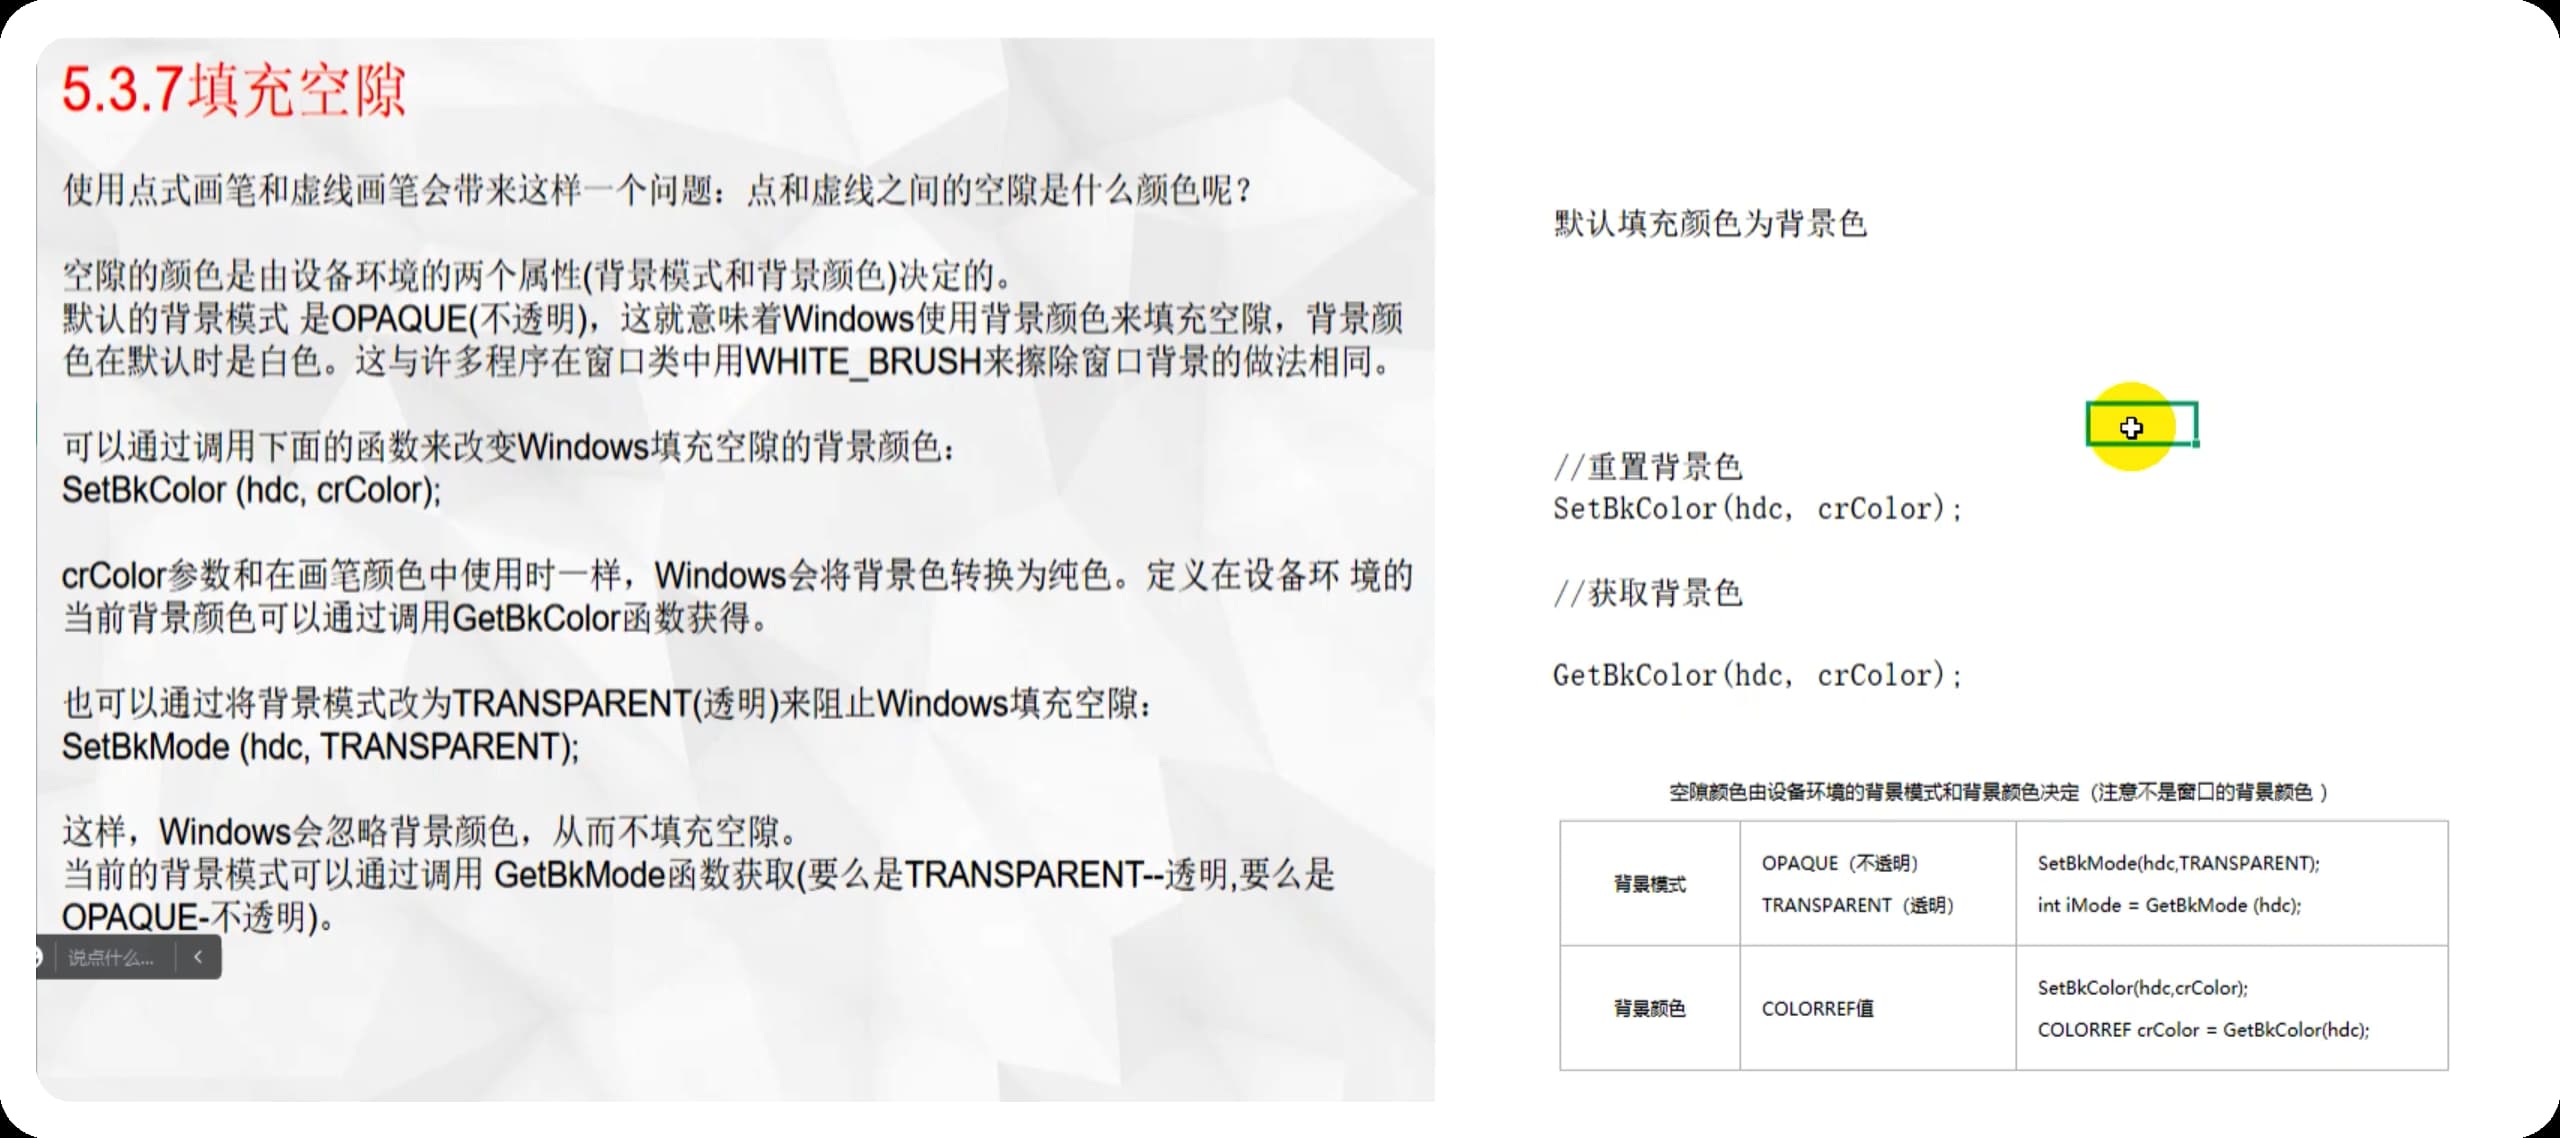 5.3.7填充空隙
使用点式画笔和虚线画笔会带来这样一个问题：点和虚线之间的空隙是什么颜色呢？
空隙的颜色是由设备环境的两个属性(背景模式和背景颜色)决定的。
默认的背景模式 是OPAQUE(不透明)，这就意味着Windows使用背景颜色来填充空隙，背景颜
色在默认时是白色。这与许多程序在窗口类中用WHITE_BRUSH来擦除窗口背景的做法相同。
可以通过调用下面的函数来改变Windows填充空隙的背景颜色：
SetBkColor (hdc, crColor);
crColor参数和在画笔颜色中使用时一样，Windows会将背景色转换为纯色。定义在设备环 境的
当前背景颜色可以通过调用GetBkColor函数获得。
也可以通过将背景模式改为TRANSPARENT(透明)来阻止Windows填充空隙：
SetBkMode (hdc, TRANSPARENT);
这样，Windows会忽略背景颜色，从而不填充空隙。
当前的背景模式可以通过调用 GetBkMode函数获取(要么是TRANSPARENT--透明,要么是
OPAQUE-不透明)。
说点什么...
默认填充颜色为背景色
//重置背景色
SetBkColor(hdc, crColor);
//获取背景色
GetBkColor(hdc, crColor);
空隙颜色由设备环境的背景模式和背景颜色决定（注意不是窗口的背景颜色 ）
背景模式
OPAQUE（不透明）
TRANSPARENT（透明）
SetBkMode(hdc,TRANSPARENT);
int iMode = GetBkMode (hdc);
背景颜色
COLORREF值
SetBkColor(hdc,crColor);
COLORREF crColor = GetBkColor(hdc);